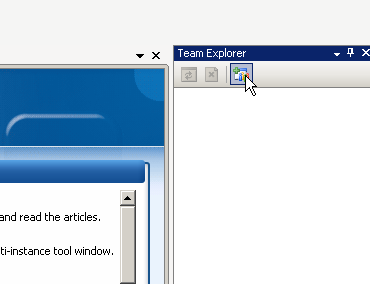 Team Explorer
and read the articles.
ti-instance tool window.